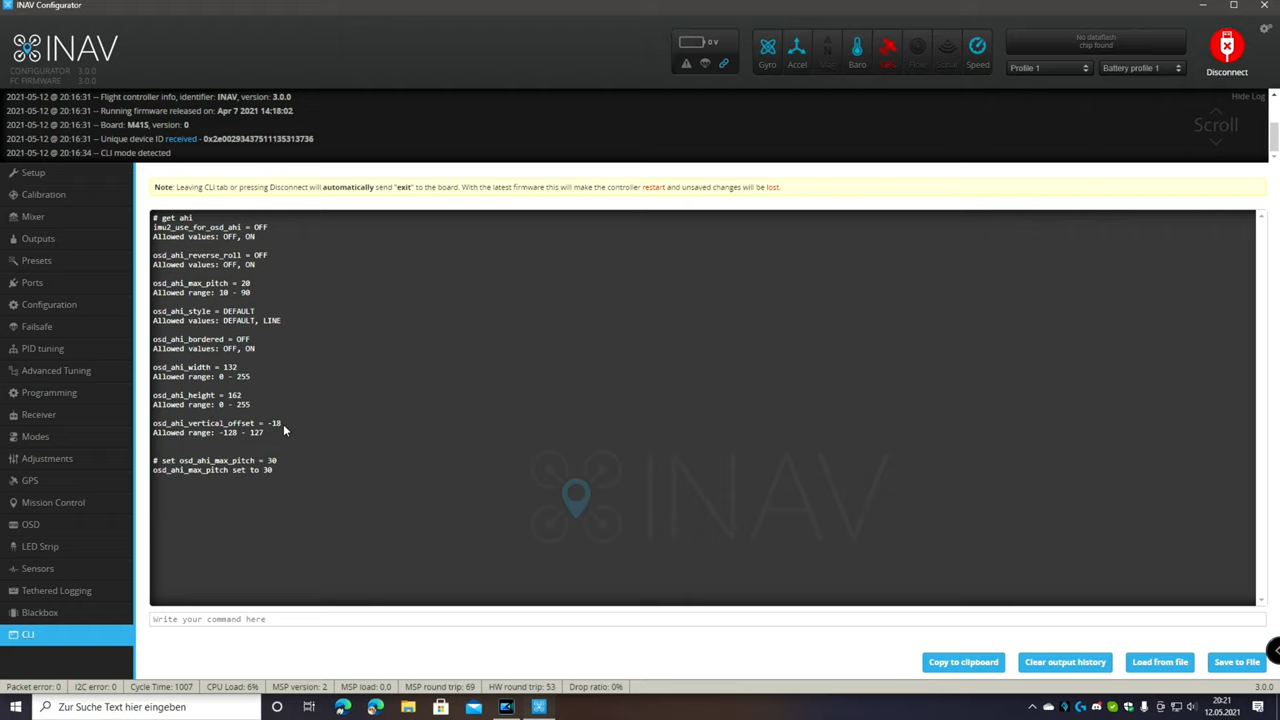 INAV Configurator
INAV
CONFIGURATOR 3.0.0
FC FIRMWARE 3.0.0
0 V
Gyro
Accel
Mag
Baro
GPS
Flow
Sonar
Speed
No dataflash
chip found
Profile 1
Battery profile 1
Disconnect
2021-05-12 @ 20:16:31 -- Flight controller info, identifier: INAV, version: 3.0.0
Hide Log
2021-05-12 @ 20:16:31 -- Running firmware released on: Apr 7 2021 14:18:02
2021-05-12 @ 20:16:31 -- Board: M41S, version: 0
Scroll
2021-05-12 @ 20:16:31 -- Unique device ID received - 0x2e00293437511135313736
2021-05-12 @ 20:16:34 -- CLI mode detected
Setup
Calibration
Mixer
Outputs
Presets
Ports
Configuration
Failsafe
PID tuning
Advanced Tuning
Programming
Receiver
Modes
Adjustments
GPS
Mission Control
OSD
LED Strip
Sensors
Tethered Logging
Blackbox
CLI
Note: Leaving CLI tab or pressing Disconnect will automatically send "exit" to the board. With the latest firmware this will make the controller restart and unsaved changes will be lost.
# get ahi
imu2_use_for_osd_ahi = OFF
Allowed values: OFF, ON
osd_ahi_reverse_roll = OFF
Allowed values: OFF, ON
osd_ahi_max_pitch = 20
Allowed range: 10 - 90
osd_ahi_style = DEFAULT
Allowed values: DEFAULT, LINE
osd_ahi_bordered = OFF
Allowed values: OFF, ON
osd_ahi_width = 132
Allowed range: 0 - 255
osd_ahi_height = 162
Allowed range: 0 - 255
osd_ahi_vertical_offset = -18
Allowed range: -128 - 127
# set osd_ahi_max_pitch = 30
osd_ahi_max_pitch set to 30
INAV
Write your command here
Copy to clipboard
Clear output history
Load from file
Save to File
Packet error: 0
I2C error: 0
Cycle Time: 1007
CPU Load: 6%
MSP version: 2
MSP load: 0.0
MSP round trip: 69
HW round trip: 53
Drop ratio: 0%
3.0.0
Zur Suche Text hier eingeben
20:21
12.05.2021